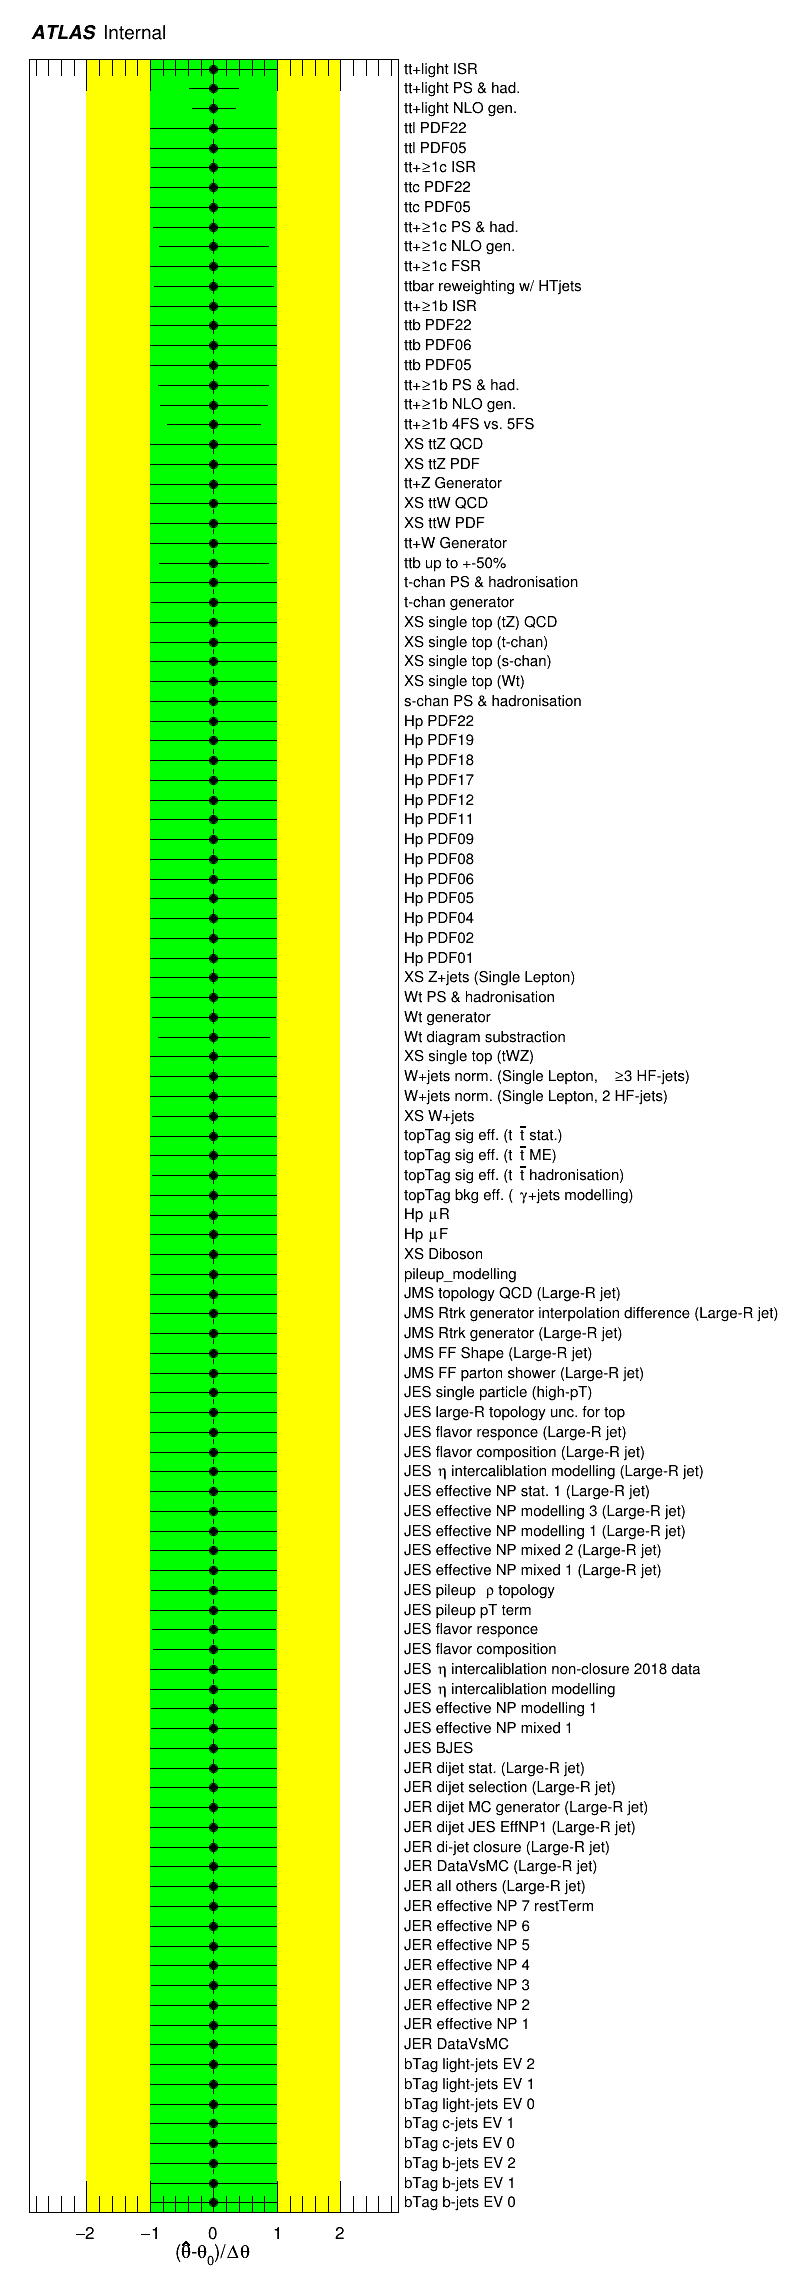 ATLAS Internal
tt+light ISR
tt+light PS & had.
tt+light NLO gen.
ttl PDF22
ttl PDF05
tt+≥1c ISR
ttc PDF22
ttc PDF05
tt+≥1c PS & had.
tt+≥1c NLO gen.
tt+≥1c FSR
ttbar reweighting w/ HTjets
tt+≥1b ISR
ttb PDF22
ttb PDF06
ttb PDF05
tt+≥1b PS & had.
tt+≥1b NLO gen.
tt+≥1b 4FS vs. 5FS
XS ttZ QCD
XS ttZ PDF
tt+Z Generator
XS ttW QCD
XS ttW PDF
tt+W Generator
ttb up to +-50%
t-chan PS & hadronisation
t-chan generator
XS single top (tZ) QCD
XS single top (t-chan)
XS single top (s-chan)
XS single top (Wt)
s-chan PS & hadronisation
Hp PDF22
Hp PDF19
Hp PDF18
Hp PDF17
Hp PDF12
Hp PDF11
Hp PDF09
Hp PDF08
Hp PDF06
Hp PDF05
Hp PDF04
Hp PDF02
Hp PDF01
XS Z+jets (Single Lepton)
Wt PS & hadronisation
Wt generator
Wt diagram substraction
XS single top (tWZ)
W+jets norm. (Single Lepton, ≥3 HF-jets)
W+jets norm. (Single Lepton, 2 HF-jets)
XS W+jets
topTag sig eff. (t t̄ stat.)
topTag sig eff. (t t̄ ME)
topTag sig eff. (t t̄ hadronisation)
topTag bkg eff. ( γ+jets modelling)
Hp μR
Hp μF
XS Diboson
pileup_modelling
JMS topology QCD (Large-R jet)
JMS Rtrk generator interpolation difference (Large-R jet)
JMS Rtrk generator (Large-R jet)
JMS FF Shape (Large-R jet)
JMS FF parton shower (Large-R jet)
JES single particle (high-pT)
JES large-R topology unc. for top
JES flavor responce (Large-R jet)
JES flavor composition (Large-R jet)
JES η intercaliblation modelling (Large-R jet)
JES effective NP stat. 1 (Large-R jet)
JES effective NP modelling 3 (Large-R jet)
JES effective NP modelling 1 (Large-R jet)
JES effective NP mixed 2 (Large-R jet)
JES effective NP mixed 1 (Large-R jet)
JES pileup ρ topology
JES pileup pT term
JES flavor responce
JES flavor composition
JES η intercaliblation non-closure 2018 data
JES η intercaliblation modelling
JES effective NP modelling 1
JES effective NP mixed 1
JES BJES
JER dijet stat. (Large-R jet)
JER dijet selection (Large-R jet)
JER dijet MC generator (Large-R jet)
JER dijet JES EffNP1 (Large-R jet)
JER di-jet closure (Large-R jet)
JER DataVsMC (Large-R jet)
JER all others (Large-R jet)
JER effective NP 7 restTerm
JER effective NP 6
JER effective NP 5
JER effective NP 4
JER effective NP 3
JER effective NP 2
JER effective NP 1
JER DataVsMC
bTag light-jets EV 2
bTag light-jets EV 1
bTag light-jets EV 0
bTag c-jets EV 1
bTag c-jets EV 0
bTag b-jets EV 2
bTag b-jets EV 1
bTag b-jets EV 0
−2 −1 0 1 2
(θ̂-θ₀)/Δθ